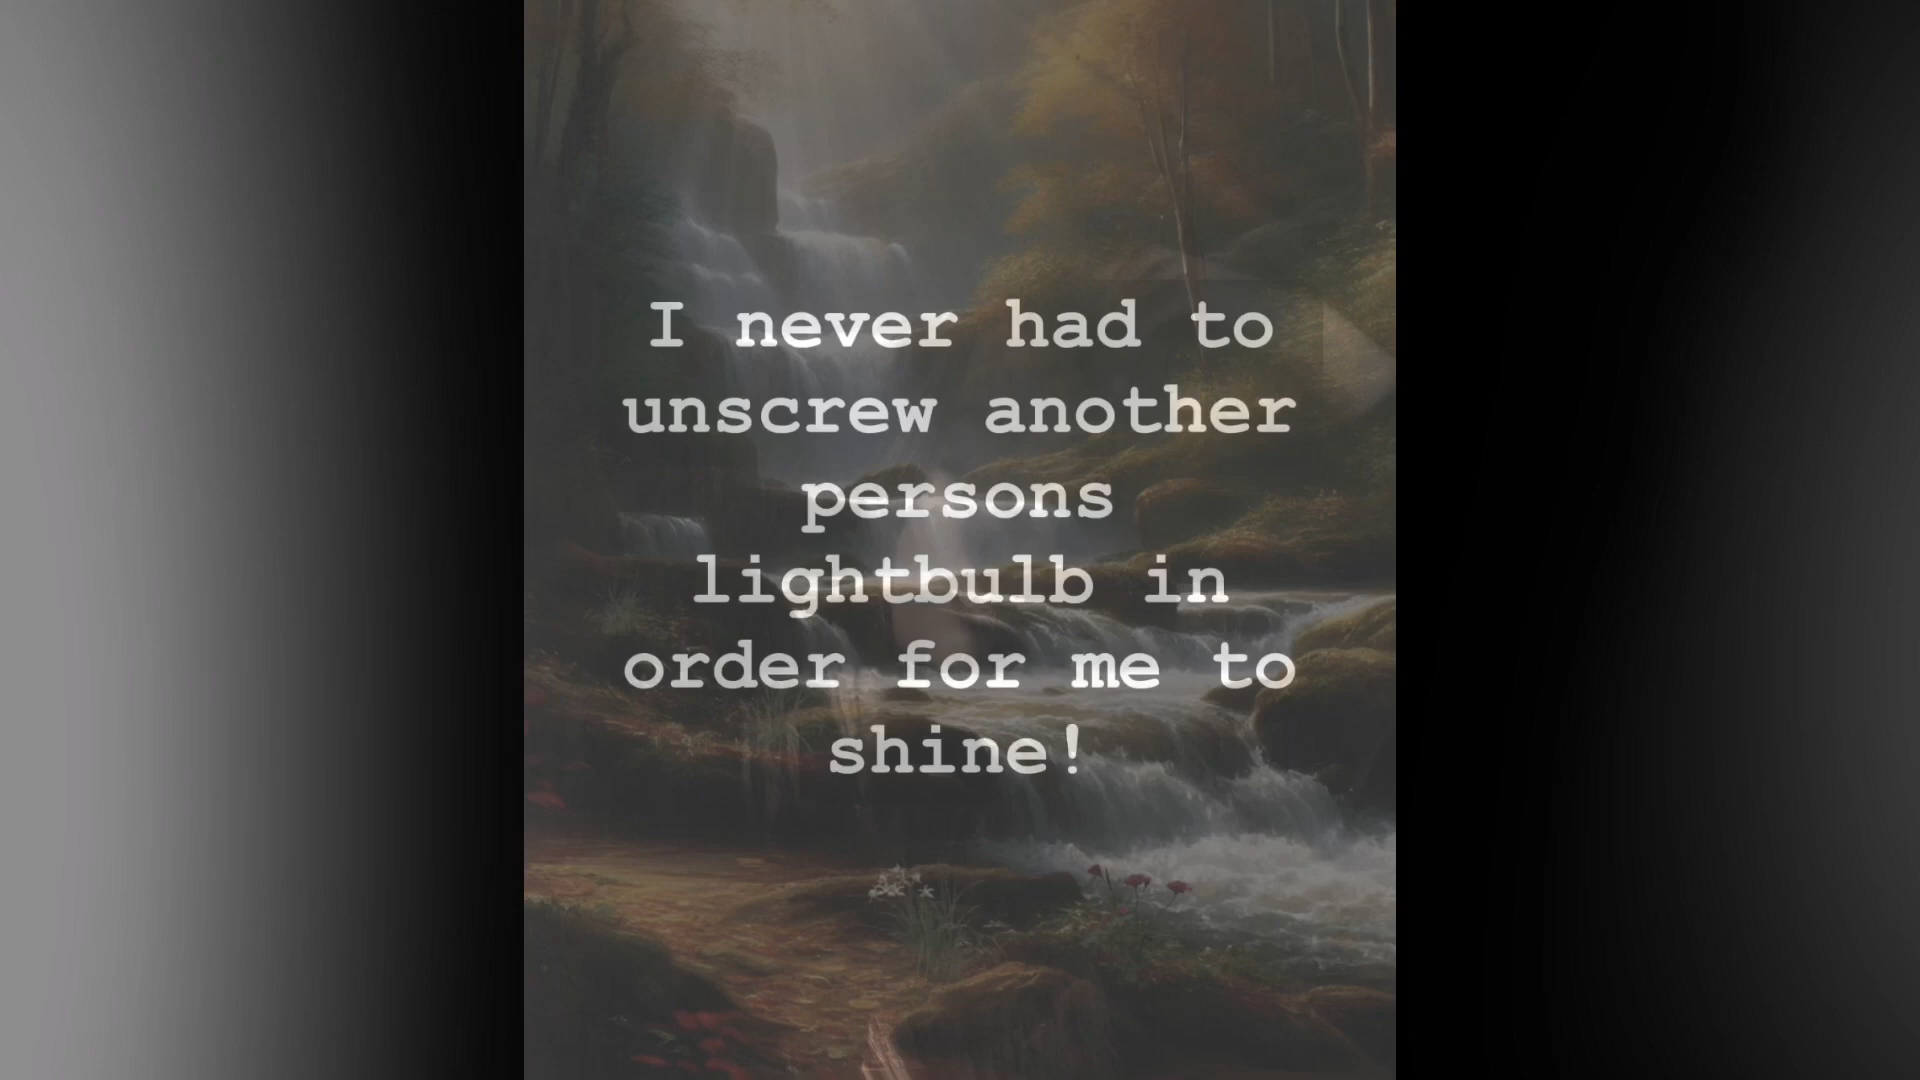 I never had to
unscrew another
persons
lightbulb in
order for me to
shine!